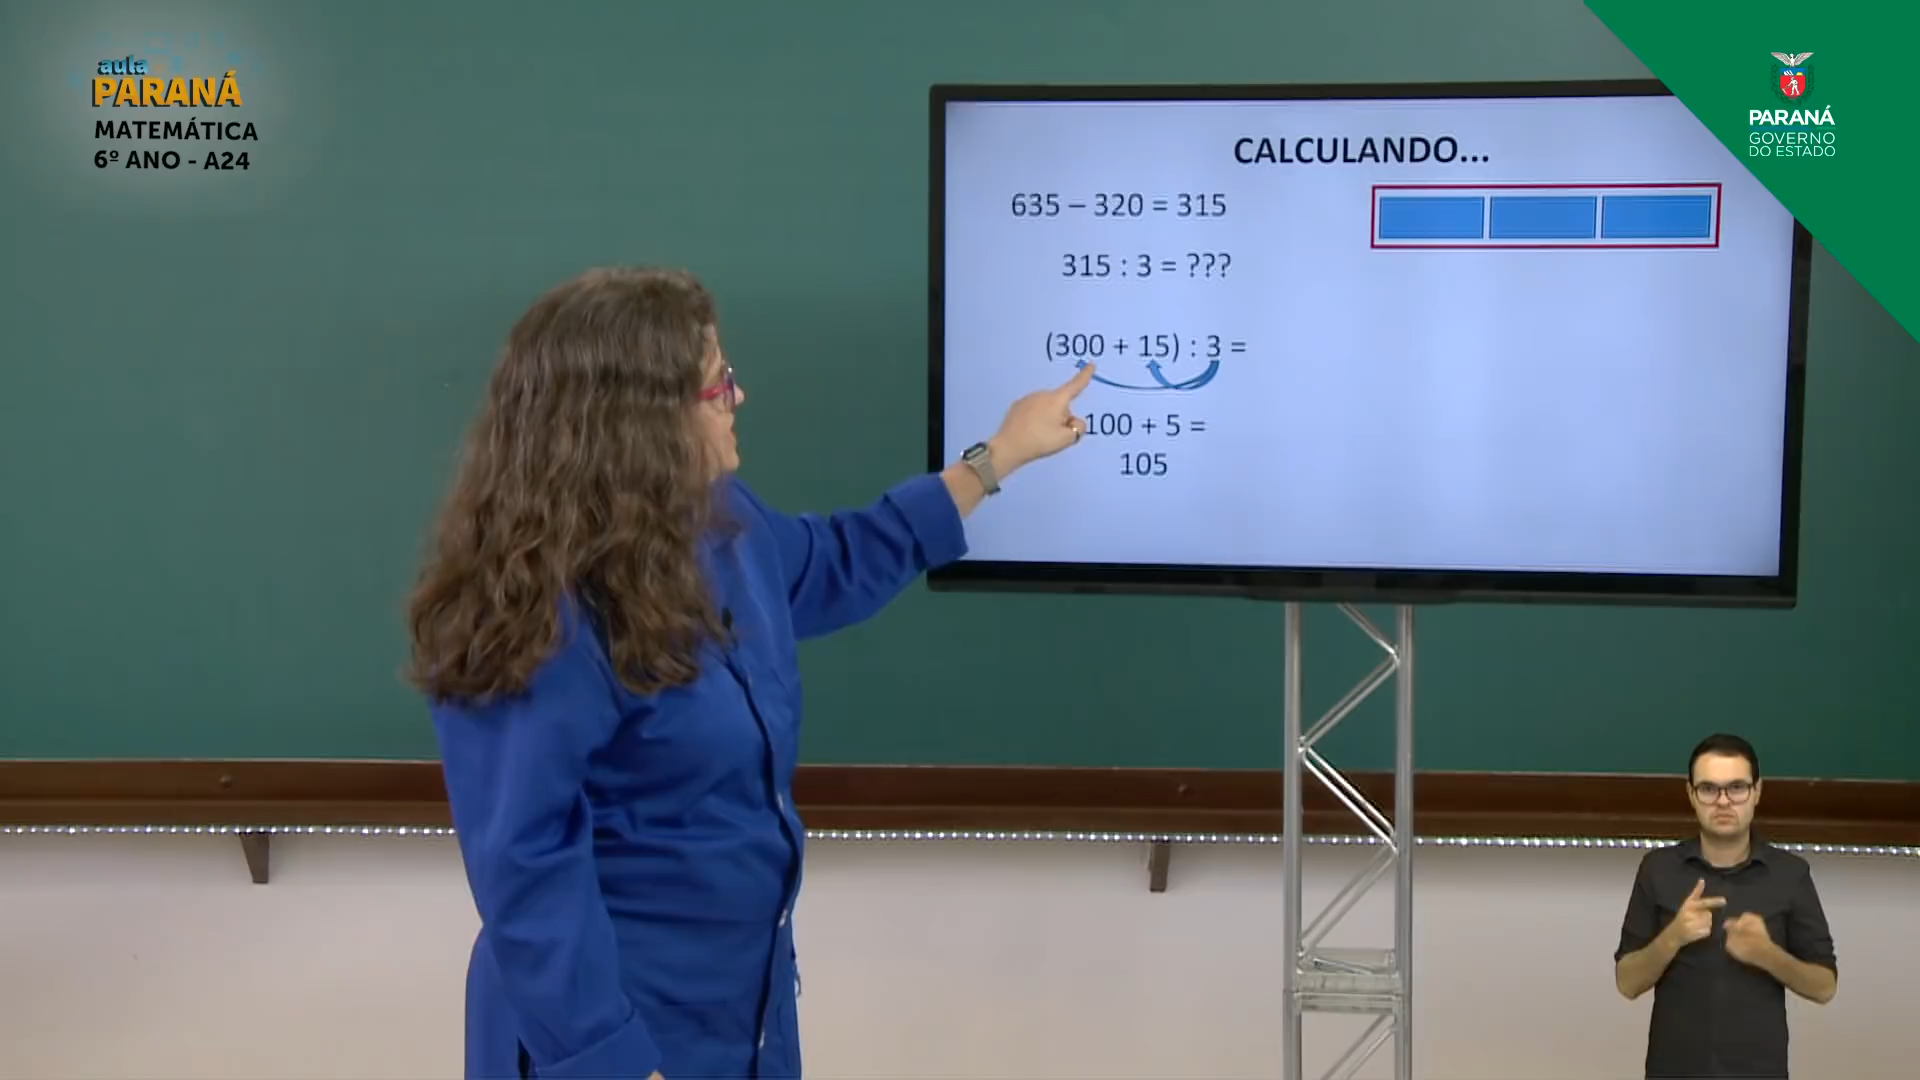 aula
PARANÁ
MATEMÁTICA
6º ANO - A24
PARANÁ
GOVERNO
DO ESTADO
CALCULANDO...
635 – 320 = 315
315 : 3 = ???
(300 + 15) : 3 =
100 + 5 =
105